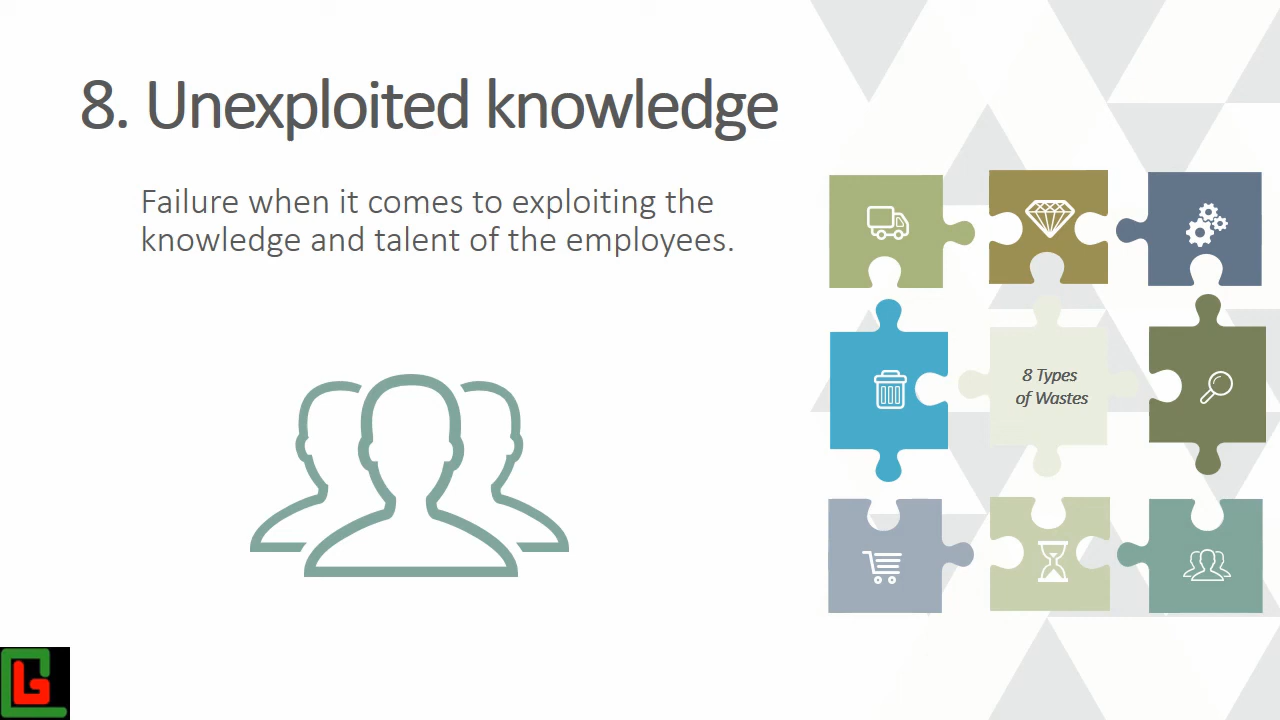 8. Unexploited knowledge
Failure when it comes to exploiting the
knowledge and talent of the employees.
8 Types
of Wastes